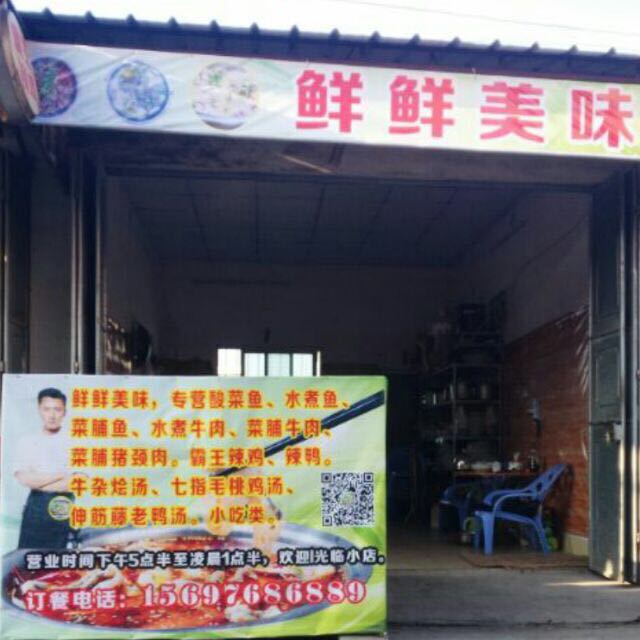 鲜鲜美味
鲜鲜美味，专营酸菜鱼、水煮鱼、
菜脯鱼、水煮牛肉、菜脯牛肉、
菜脯猪颈肉。霸王辣鸡、辣鸭。
牛杂烩汤、七指毛桃鸡汤、
伸筋藤老鸭汤。小吃类。
营业时间下午5点半至凌晨1点半，欢迎光临小店。
订餐电话：15697686889